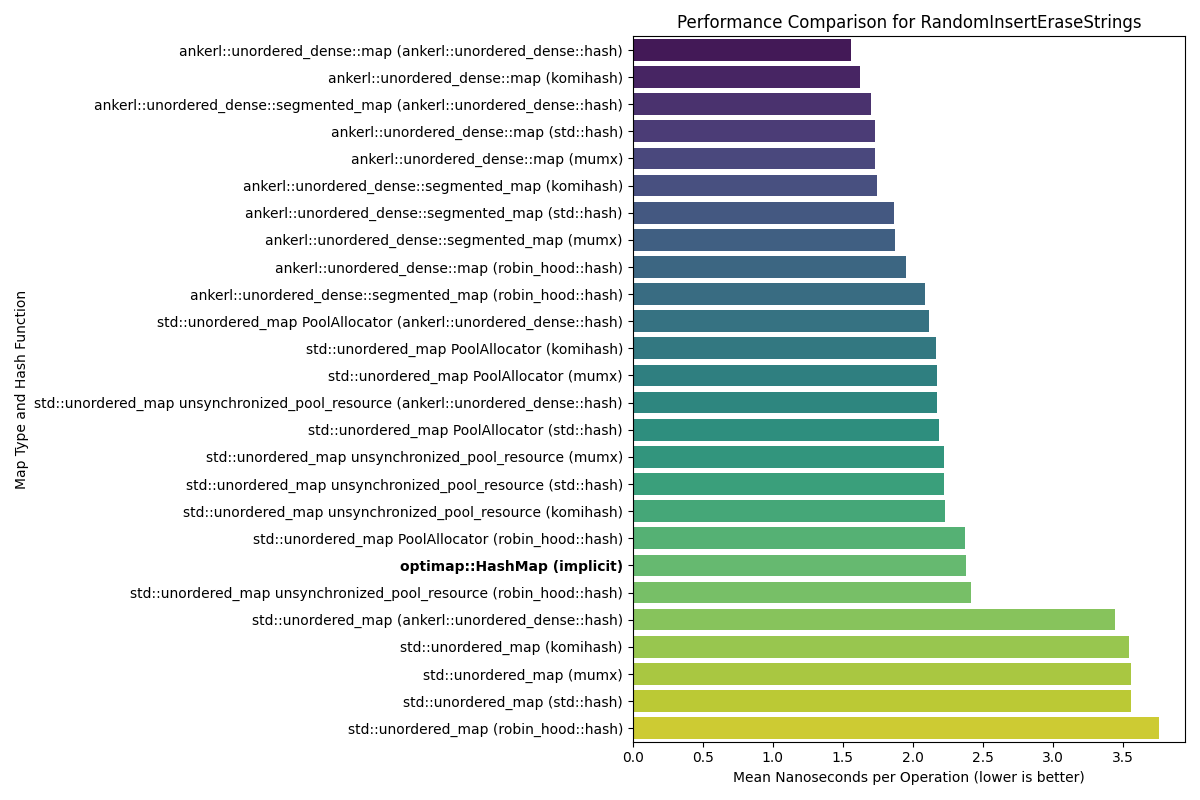 Performance Comparison for RandomInsertEraseStrings
Map Type and Hash Function
ankerl::unordered_dense::map (ankerl::unordered_dense::hash)
ankerl::unordered_dense::map (komihash)
ankerl::unordered_dense::segmented_map (ankerl::unordered_dense::hash)
ankerl::unordered_dense::map (std::hash)
ankerl::unordered_dense::map (mumx)
ankerl::unordered_dense::segmented_map (komihash)
ankerl::unordered_dense::segmented_map (std::hash)
ankerl::unordered_dense::segmented_map (mumx)
ankerl::unordered_dense::map (robin_hood::hash)
ankerl::unordered_dense::segmented_map (robin_hood::hash)
std::unordered_map PoolAllocator (ankerl::unordered_dense::hash)
std::unordered_map PoolAllocator (komihash)
std::unordered_map PoolAllocator (mumx)
std::unordered_map unsynchronized_pool_resource (ankerl::unordered_dense::hash)
std::unordered_map PoolAllocator (std::hash)
std::unordered_map unsynchronized_pool_resource (mumx)
std::unordered_map unsynchronized_pool_resource (std::hash)
std::unordered_map unsynchronized_pool_resource (komihash)
std::unordered_map PoolAllocator (robin_hood::hash)
optimap::HashMap (implicit)
std::unordered_map unsynchronized_pool_resource (robin_hood::hash)
std::unordered_map (ankerl::unordered_dense::hash)
std::unordered_map (komihash)
std::unordered_map (mumx)
std::unordered_map (std::hash)
std::unordered_map (robin_hood::hash)
0.0 0.5 1.0 1.5 2.0 2.5 3.0 3.5
Mean Nanoseconds per Operation (lower is better)